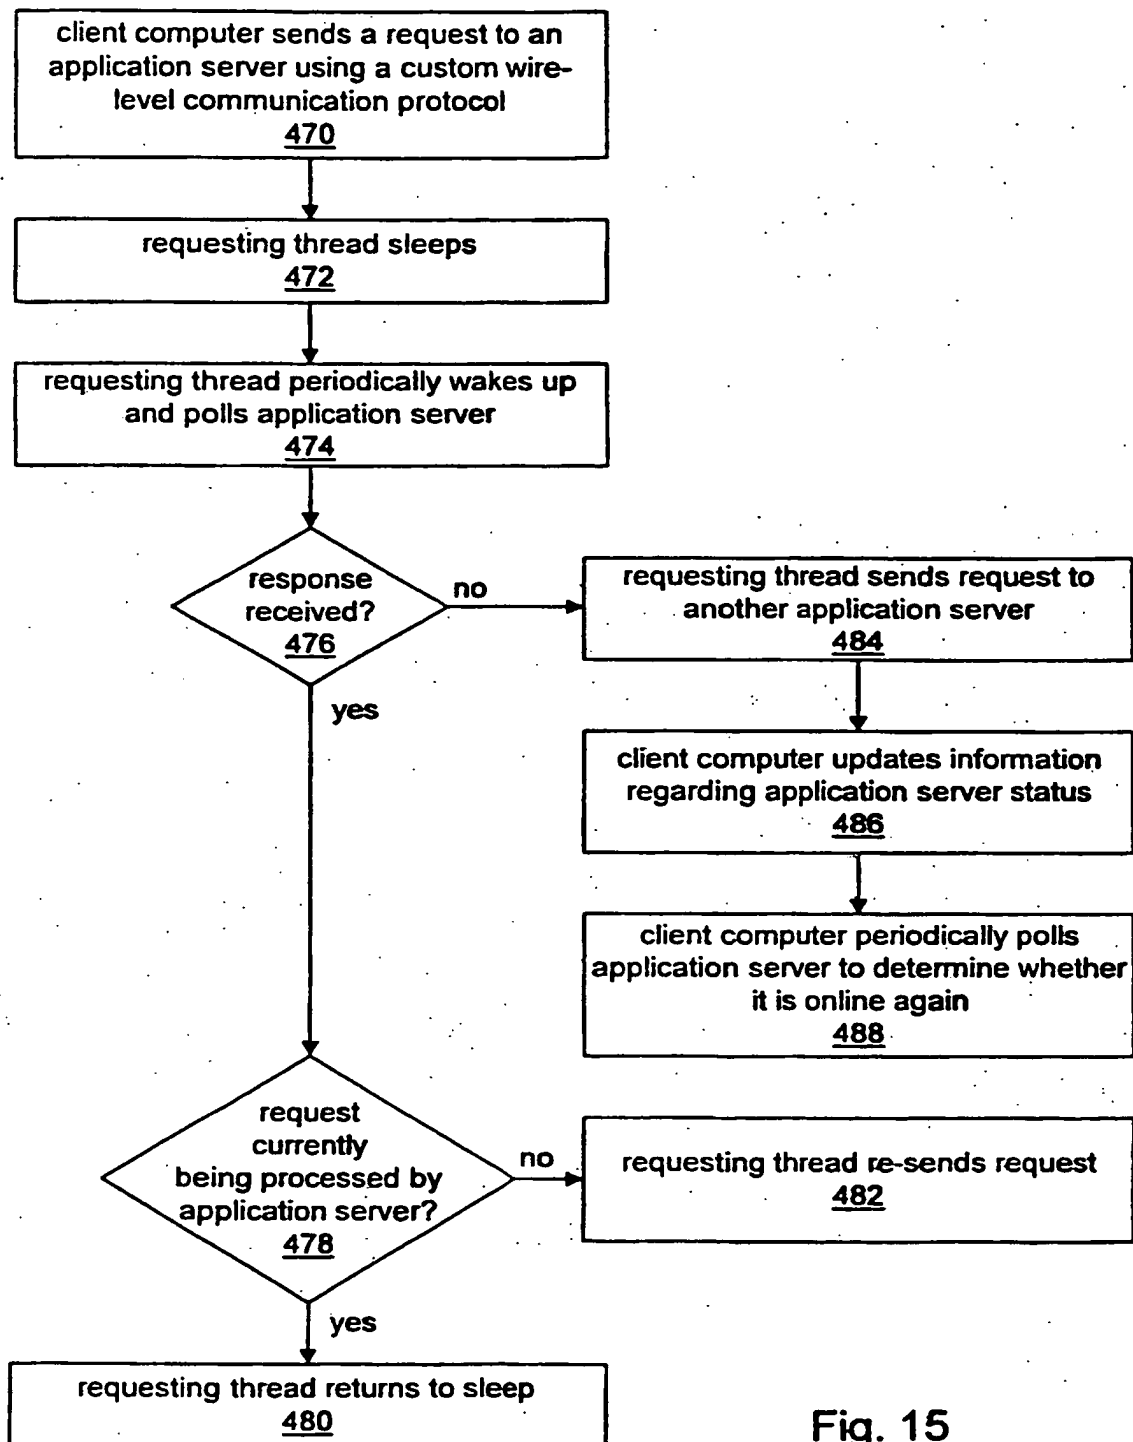 client computer sends a request to an
application server using a custom wire-
level communication protocol
470
requesting thread sleeps
472
requesting thread periodically wakes up
and polls application server
474
response
received?
476
no
yes
requesting thread sends request to
another application server
484
client computer updates information
regarding application server status
486
client computer periodically polls
application server to determine whether
it is online again
488
request
currently
being processed by
application server?
478
no
requesting thread re-sends request
482
yes
requesting thread returns to sleep
480
Fig. 15